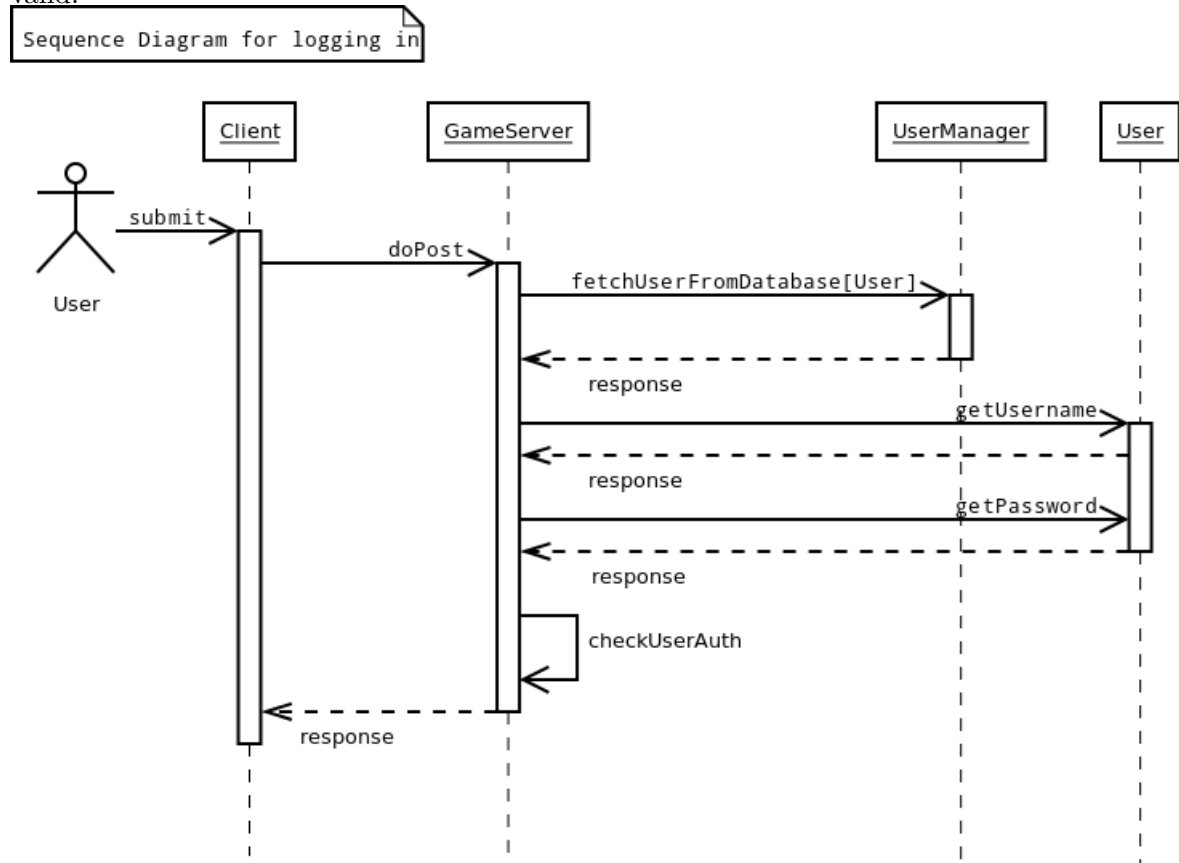 valid.
Sequence Diagram for logging in
Client
GameServer
UserManager
User
submit
doPost
fetchUserFromDatabase[User]
User
response
getUsername
response
getPassword
response
checkUserAuth
response